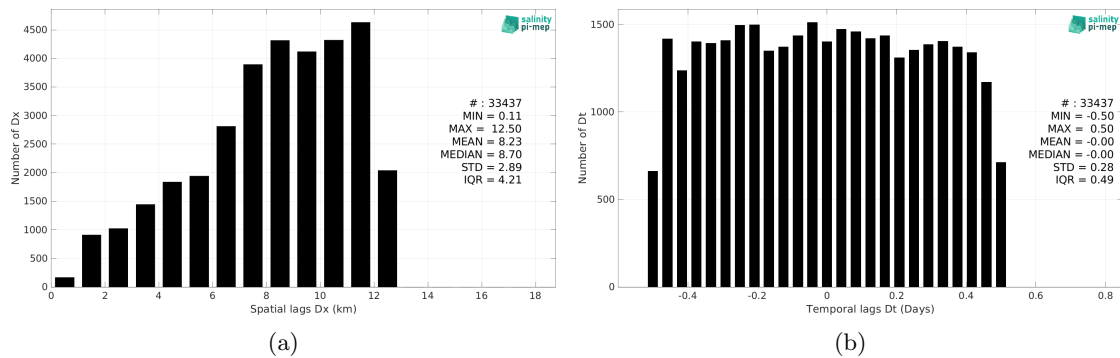 salinity
pi-mep
4500
4000
3500
3000
2500
2000
1500
1000
500
0
Number of Dx
# : 33437
MIN = 0.11
MAX = 12.50
MEAN = 8.23
MEDIAN = 8.70
STD = 2.89
IQR = 4.21
0 2 4 6 8 10 12 14 16 18
Spatial lags Dx (km)
(a)
salinity
pi-mep
1500
1000
500
0
Number of Dt
# : 33437
MIN = -0.50
MAX = 0.50
MEAN = -0.00
MEDIAN = -0.00
STD = 0.28
IQR = 0.49
-0.4 -0.2 0 0.2 0.4 0.6 0.8
Temporal lags Dt (Days)
(b)